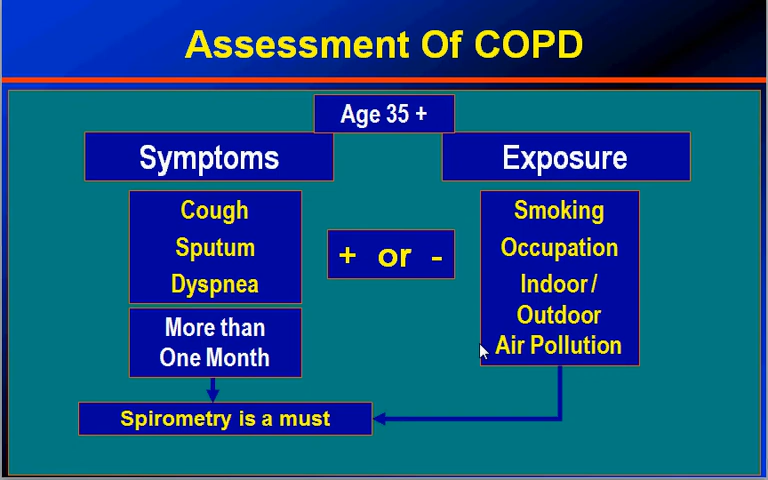 Assessment Of COPD
Age 35 +
Symptoms
Exposure
Cough
Sputum
Dyspnea
More than
One Month
+ or -
Smoking
Occupation
Indoor /
Outdoor
Air Pollution
Spirometry is a must